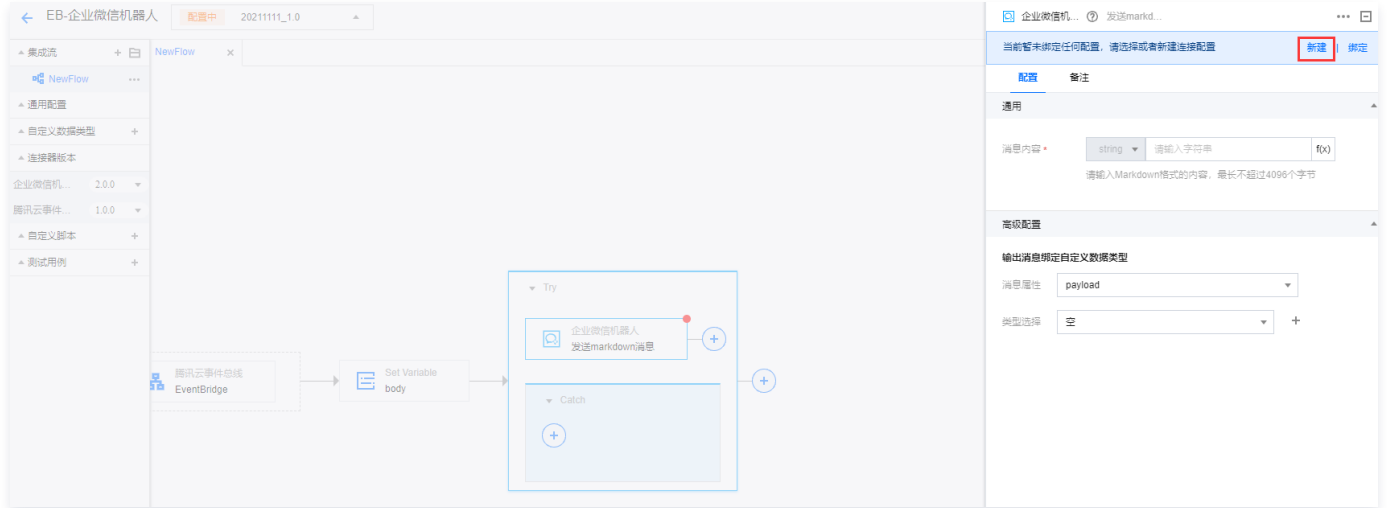 EB-企业微信机器人
配置中 20211111_1.0
集成流
NewFlow
通用配置
自定义数据类型
连接器版本
企业微信机... 2.0.0
腾讯云事件... 1.0.0
自定义脚本
测试用例
NewFlow x
腾讯云事件总线
EventBridge
Set Variable
body
Try
企业微信机器人
发送markdown消息
Catch
企业微信机... 发送markd...
当前暂未绑定任何配置，请选择或者新建连接配置 新建 | 绑定
配置 备注
通用
消息内容 * string 请输入字符串 f(x)
请输入Markdown格式的内容，最长不超过4096个字节
高级配置
输出消息绑定自定义数据类型
消息属性 payload
类型选择 空